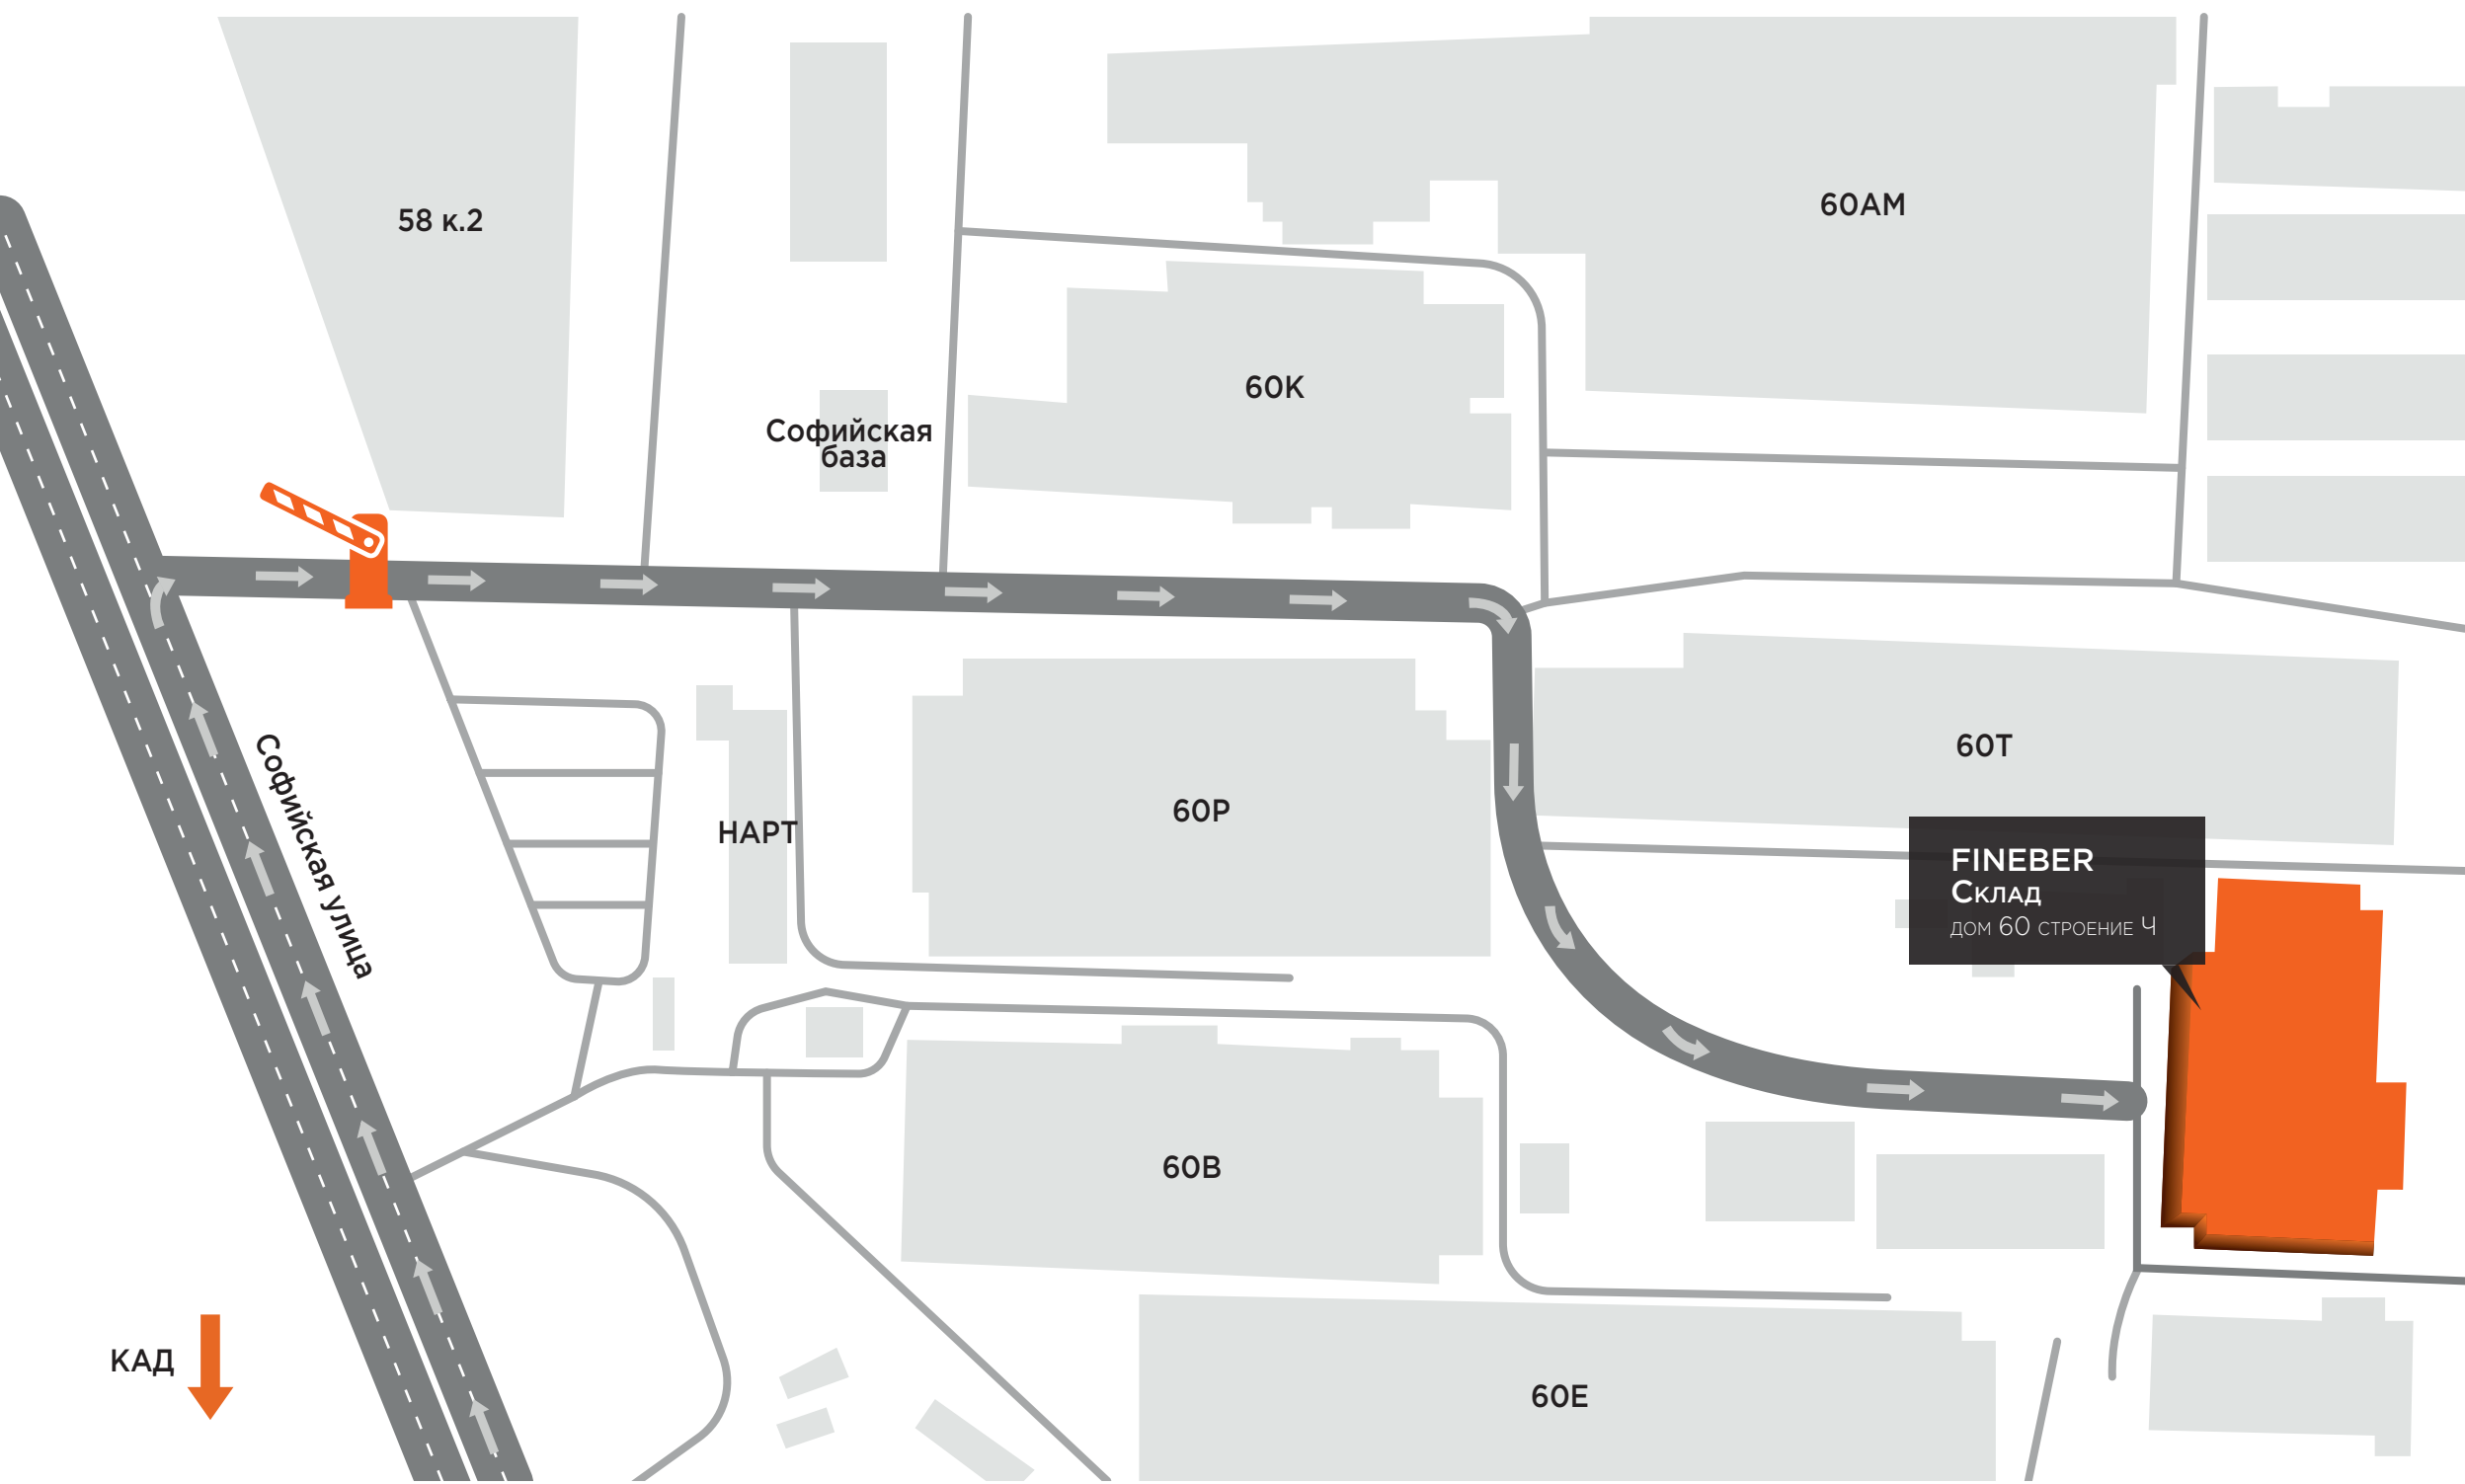 58 к.2
60АМ
60К
Софийская
база
60Т
60Р
НАРТ
FINEBER
Склад
дом 60 строение Ч
Софийская улица
60В
КАД
60Е